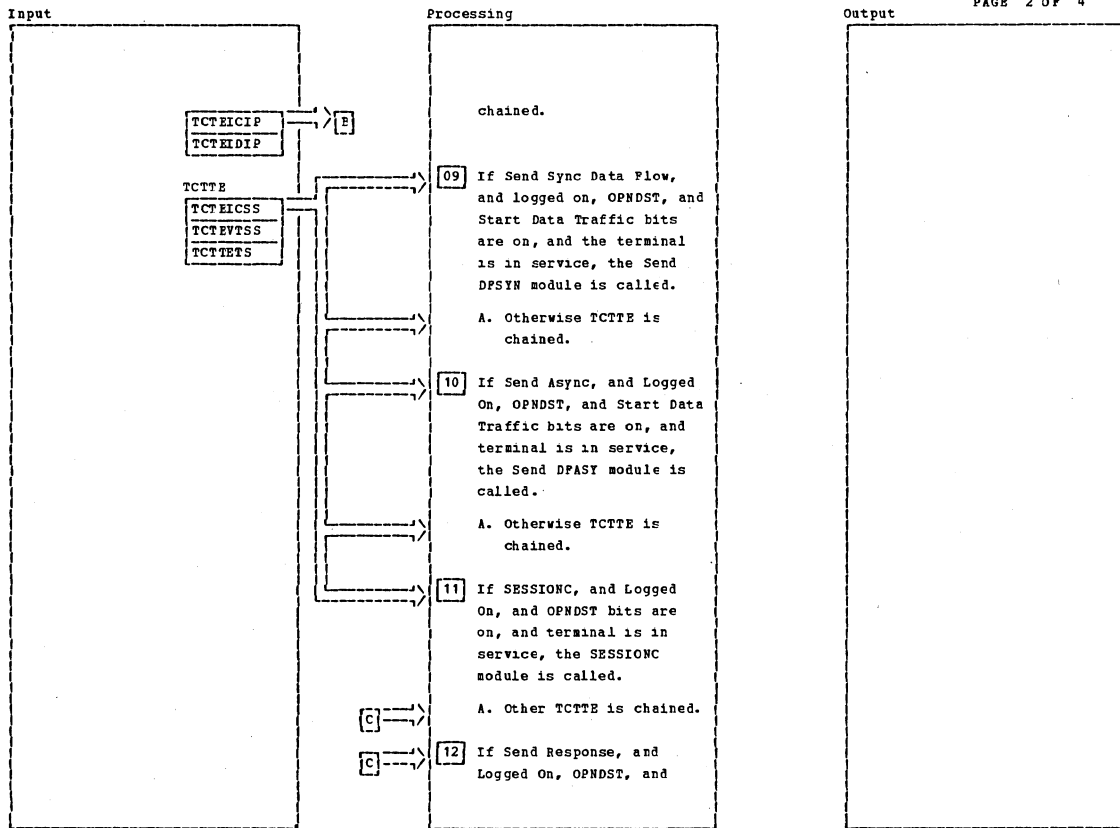 PAGE 2 OF 4
Input
Processing
Output
chained.
TCTEICIP
B
TCTEIDIP
09 If Send Sync Data Flow,
and logged on, OPNDST, and
Start Data Traffic bits
are on, and the terminal
is in service, the Send
DFSYN module is called.
TCTTE
TCTEICSS
TCTEVTSS
TCTTETS
A. Otherwise TCTTE is
chained.
10 If Send Async, and Logged
On, OPNDST, and Start Data
Traffic bits are on, and
terminal is in service,
the Send DFASY module is
called.
A. Otherwise TCTTE is
chained.
11 If SESSIONC, and Logged
On, and OPNDST bits are
on, and terminal is in
service, the SESSIONC
module is called.
C
A. Other TCTTE is chained.
C
12 If Send Response, and
Logged On, OPNDST, and